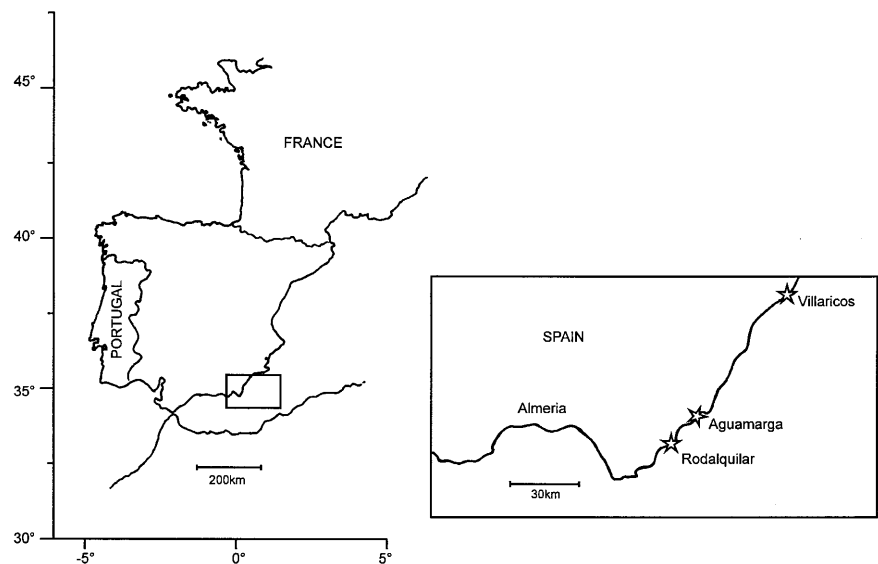 45°
FRANCE
40°
PORTUGAL
35°
200km
30°
-5°
0°
5°
SPAIN
Villaricos
Almeria
Aguamarga
Rodalquilar
30km